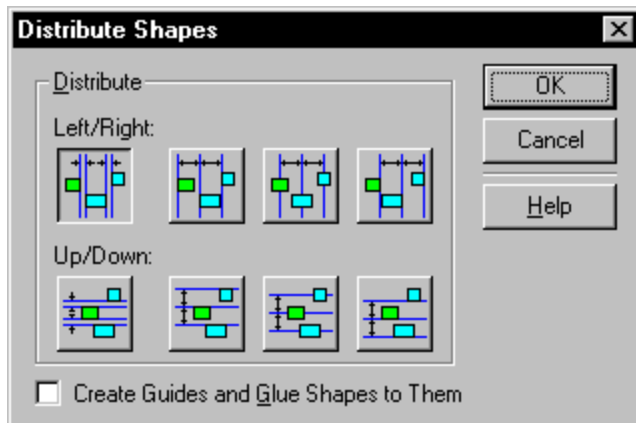 Distribute Shapes
Distribute
OK
Left/Right:
Cancel
Help
Up/Down:
Create Guides and Glue Shapes to Them